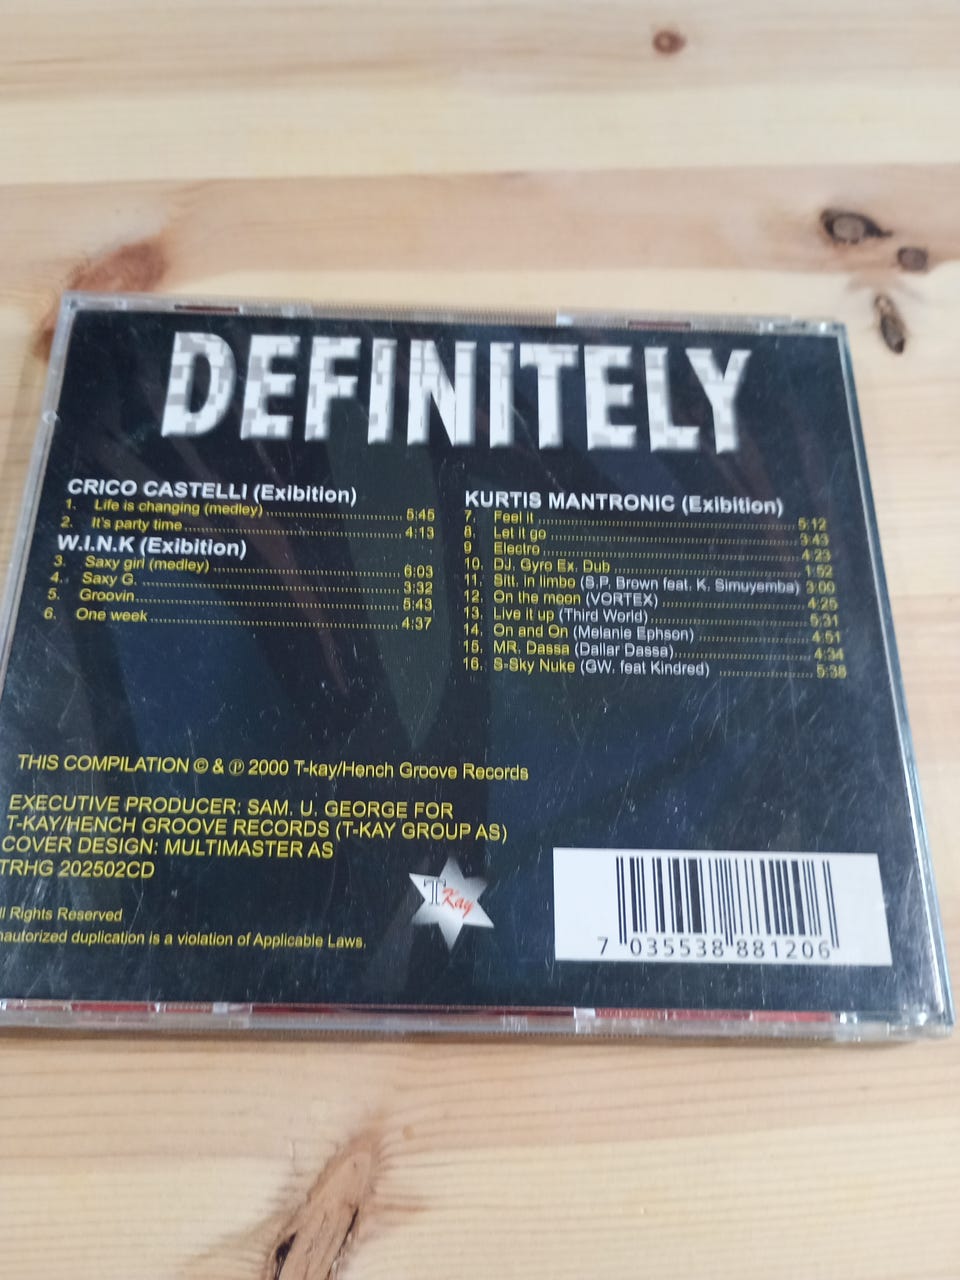 DEFINITELY
CRICO CASTELLI (Exibition)
1. Life is changing (medley) 5:45
2. It's party time 4:13
W.I.N.K (Exibition)
3. Saxy girl (medley) 6:03
4. Saxy G. 3:32
5. Groovin 5:43
6. One week 4:37
KURTIS MANTRONIC (Exibition)
7. Feel it 5:12
8. Let it go 3:43
9 Electro 4:23
10. DJ. Gyro Ex. Dub 1:52
11. Sitt. in limbo (S.P. Brown feat. K. Simuyemba) 3:00
12. On the moon (VORTEX) 4:25
13. Live it up (Third World) 5:31
14. On and On (Melanie Ephson) 4:51
15. MR. Dassa (Dallar Dassa) 4:34
16. S-Sky Nuke (GW. feat Kindred) 5:38
THIS COMPILATION © & ℗ 2000 T-kay/Hench Groove Records
EXECUTIVE PRODUCER: SAM. U. GEORGE FOR
T-KAY/HENCH GROOVE RECORDS (T-KAY GROUP AS)
COVER DESIGN: MULTIMASTER AS
TRHG 202502CD
ll Rights Reserved
nautorized duplication is a violation of Applicable Laws.
T Kay
7 035538 881206